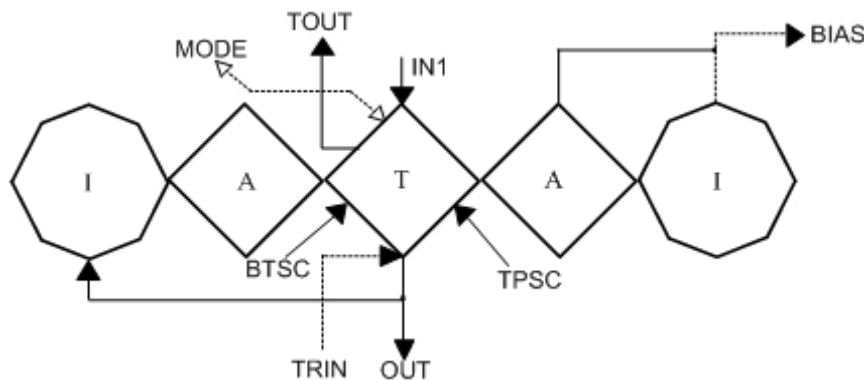 TOUT
MODE
IN1
BIAS
I
A
T
A
I
BTSC
TPSC
TRIN
OUT